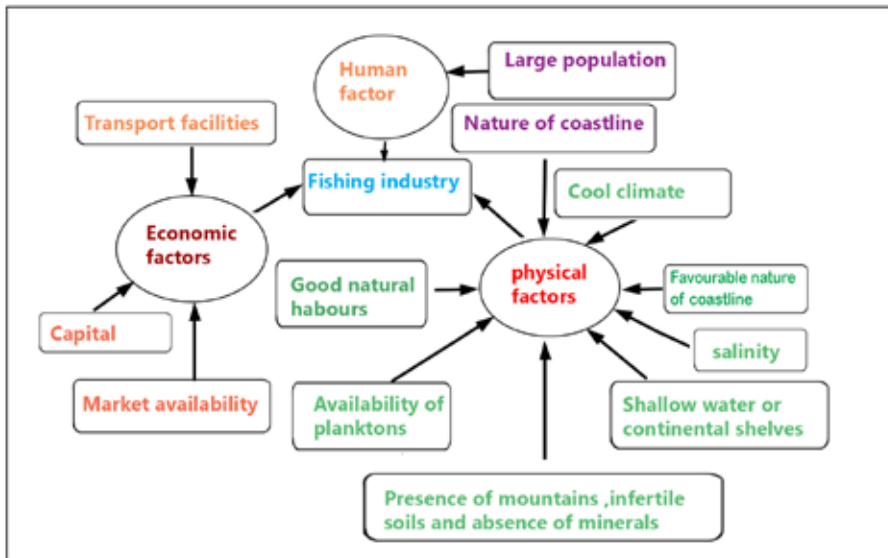 Human
factor
Large population
Transport facilities
Nature of coastline
Fishing industry
Cool climate
Economic
factors
physical
factors
Good natural
habours
Favourable nature
of coastline
Capital
salinity
Market availability
Availability of
planktons
Shallow water or
continental shelves
Presence of mountains ,infertile
soils and absence of minerals